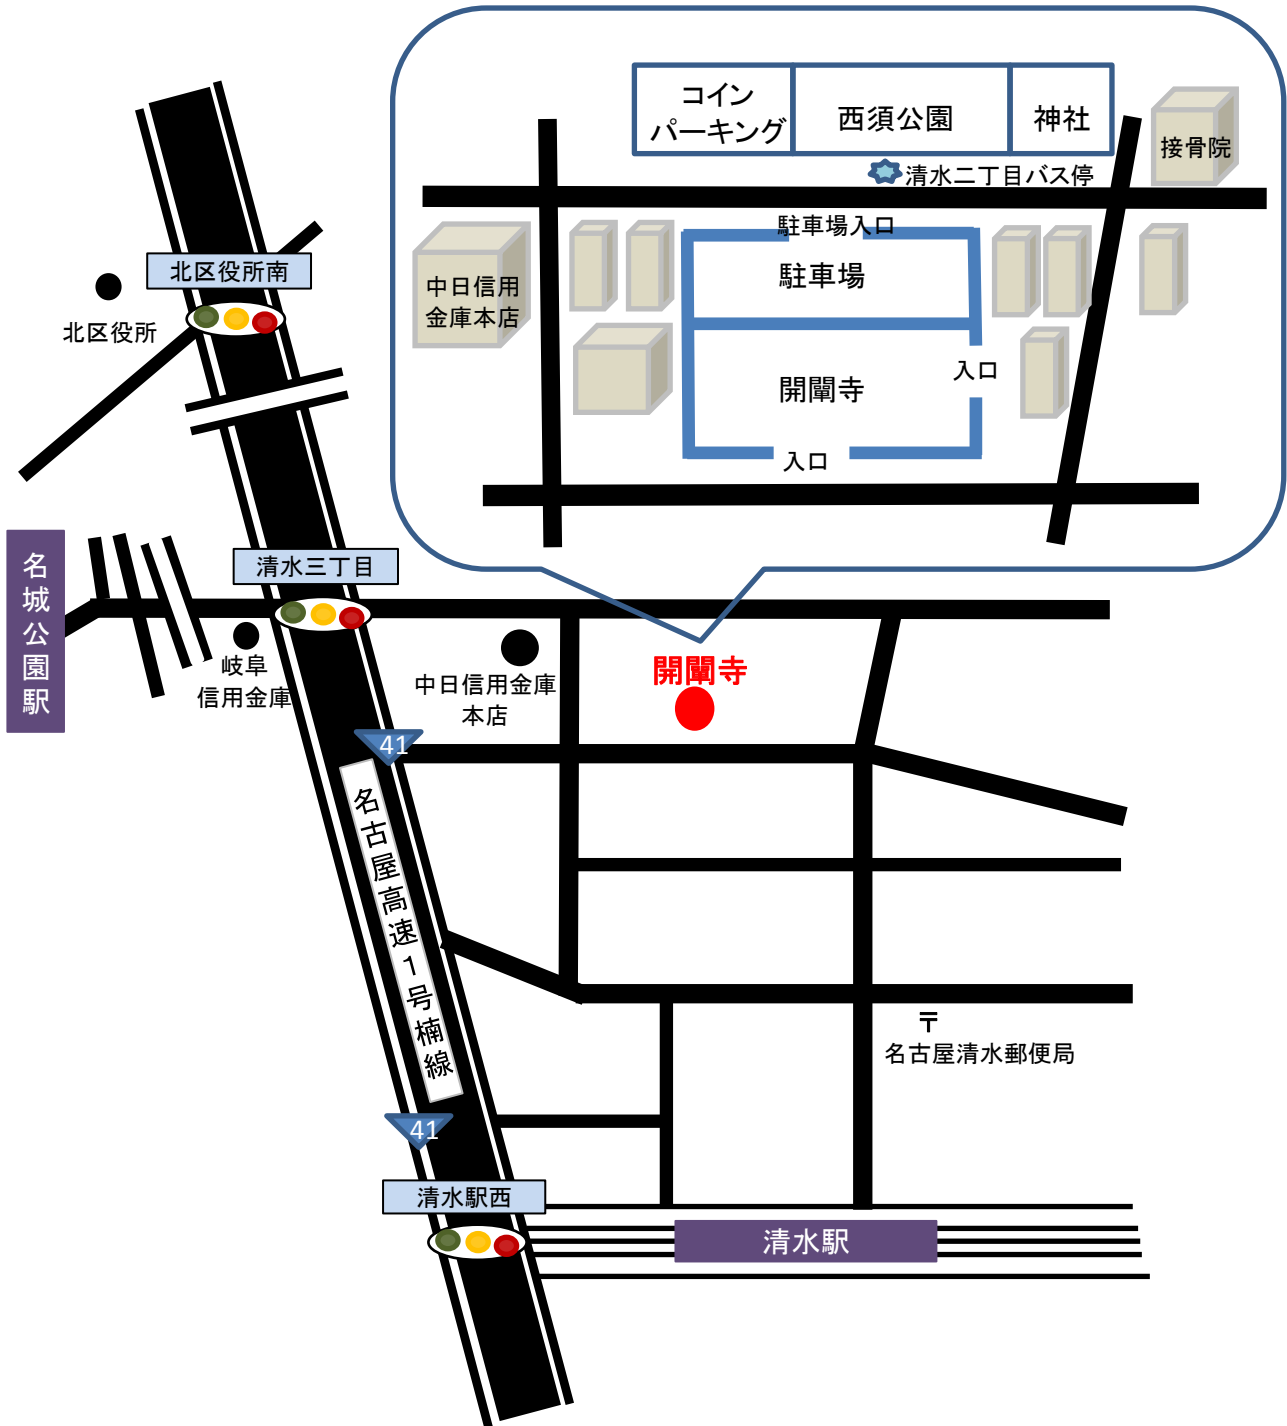 コイン
パーキング
西須公園
神社
接骨院
清水二丁目バス停
駐車場入口
駐車場
中日信用
金庫本店
入口
開闡寺
入口
北区役所南
北区役所
名城公園駅
清水三丁目
岐阜
信用金庫
中日信用金庫
本店
開闡寺
41
名古屋高速1号楠線
〒
名古屋清水郵便局
41
清水駅西
清水駅